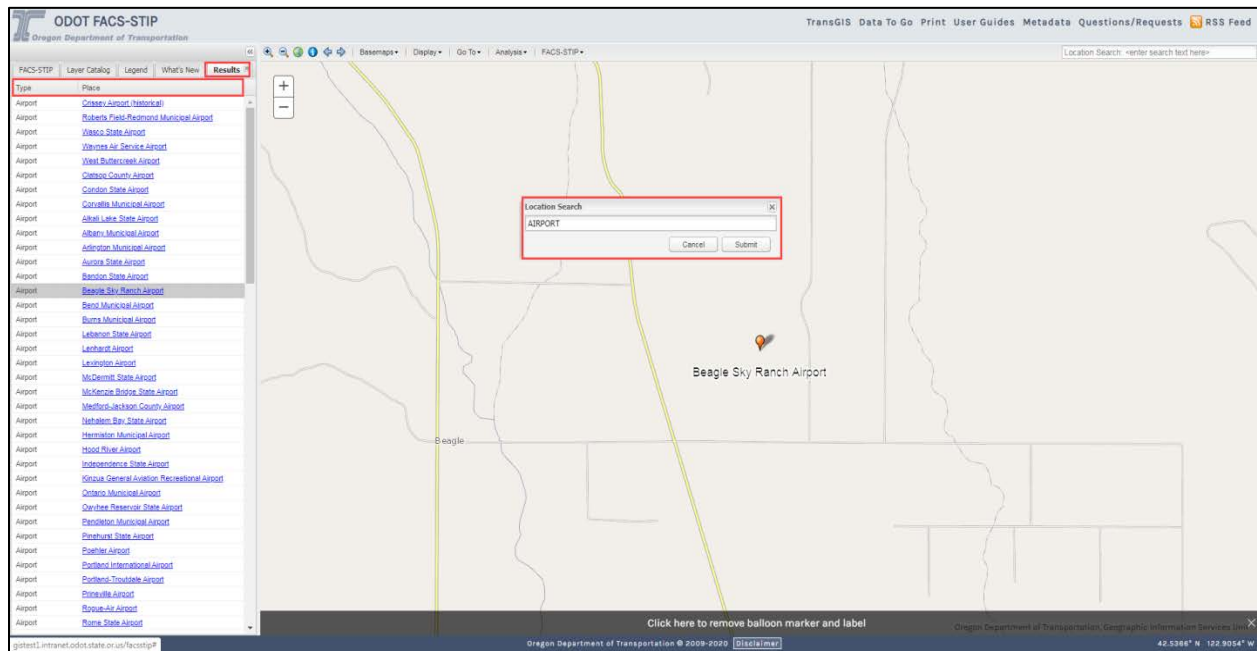 ODOT FACS-STIP
Oregon Department of Transportation
TransGIS Data To Go Print User Guides Metadata Questions/Requests RSS Feed
Basemaps Display Go To Analysis FACS-STIP
Location Search: <enter search text here>
FACS-STIP Layer Catalog Legend What's New Results
Type Place
Airport Crissey Airport (historical)
Airport Roberts Field-Redmond Municipal Airport
Airport Wasco State Airport
Airport Waynes Air Service Airport
Airport West Buttercreek Airport
Airport Clatsop County Airport
Airport Condon State Airport
Airport Corvallis Municipal Airport
Airport Alkali Lake State Airport
Airport Albany Municipal Airport
Airport Arlington Municipal Airport
Airport Aurora State Airport
Airport Bandon State Airport
Airport Beagle Sky Ranch Airport
Airport Bend Municipal Airport
Airport Burns Municipal Airport
Airport Lebanon State Airport
Airport Lenhardt Airport
Airport Lexington Airport
Airport McDermitt State Airport
Airport McKenzie Bridge State Airport
Airport Medford-Jackson County Airport
Airport Nehalem Bay State Airport
Airport Hermiston Municipal Airport
Airport Hood River Airport
Airport Independence State Airport
Airport Kinzua General Aviation Recreational Airport
Airport Ontario Municipal Airport
Airport Owyhee Reservoir State Airport
Airport Pendleton Municipal Airport
Airport Pinehurst State Airport
Airport Poehler Airport
Airport Portland International Airport
Airport Portland-Troutdale Airport
Airport Prineville Airport
Airport Rogue-Air Airport
Airport Rome State Airport
Location Search
AIRPORT
Cancel Submit
Beagle Sky Ranch Airport
Beagle
Click here to remove balloon marker and label
Oregon Department of Transportation, Geographic Information Services Unit
gistest1.intranet.odot.state.or.us/facsstip#
Oregon Department of Transportation © 2009-2020 Disclaimer
42.5366° N 122.9054° W